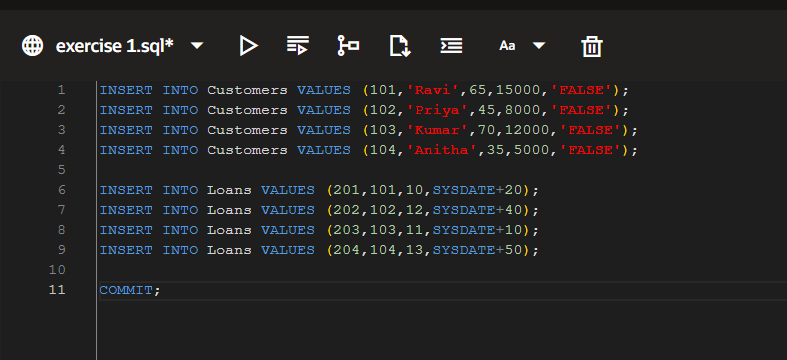 exercise 1.sql*
Aa
1 INSERT INTO Customers VALUES (101,'Ravi',65,15000,'FALSE');
2 INSERT INTO Customers VALUES (102,'Priya',45,8000,'FALSE');
3 INSERT INTO Customers VALUES (103,'Kumar',70,12000,'FALSE');
4 INSERT INTO Customers VALUES (104,'Anitha',35,5000,'FALSE');
5
6 INSERT INTO Loans VALUES (201,101,10,SYSDATE+20);
7 INSERT INTO Loans VALUES (202,102,12,SYSDATE+40);
8 INSERT INTO Loans VALUES (203,103,11,SYSDATE+10);
9 INSERT INTO Loans VALUES (204,104,13,SYSDATE+50);
10
11 COMMIT;